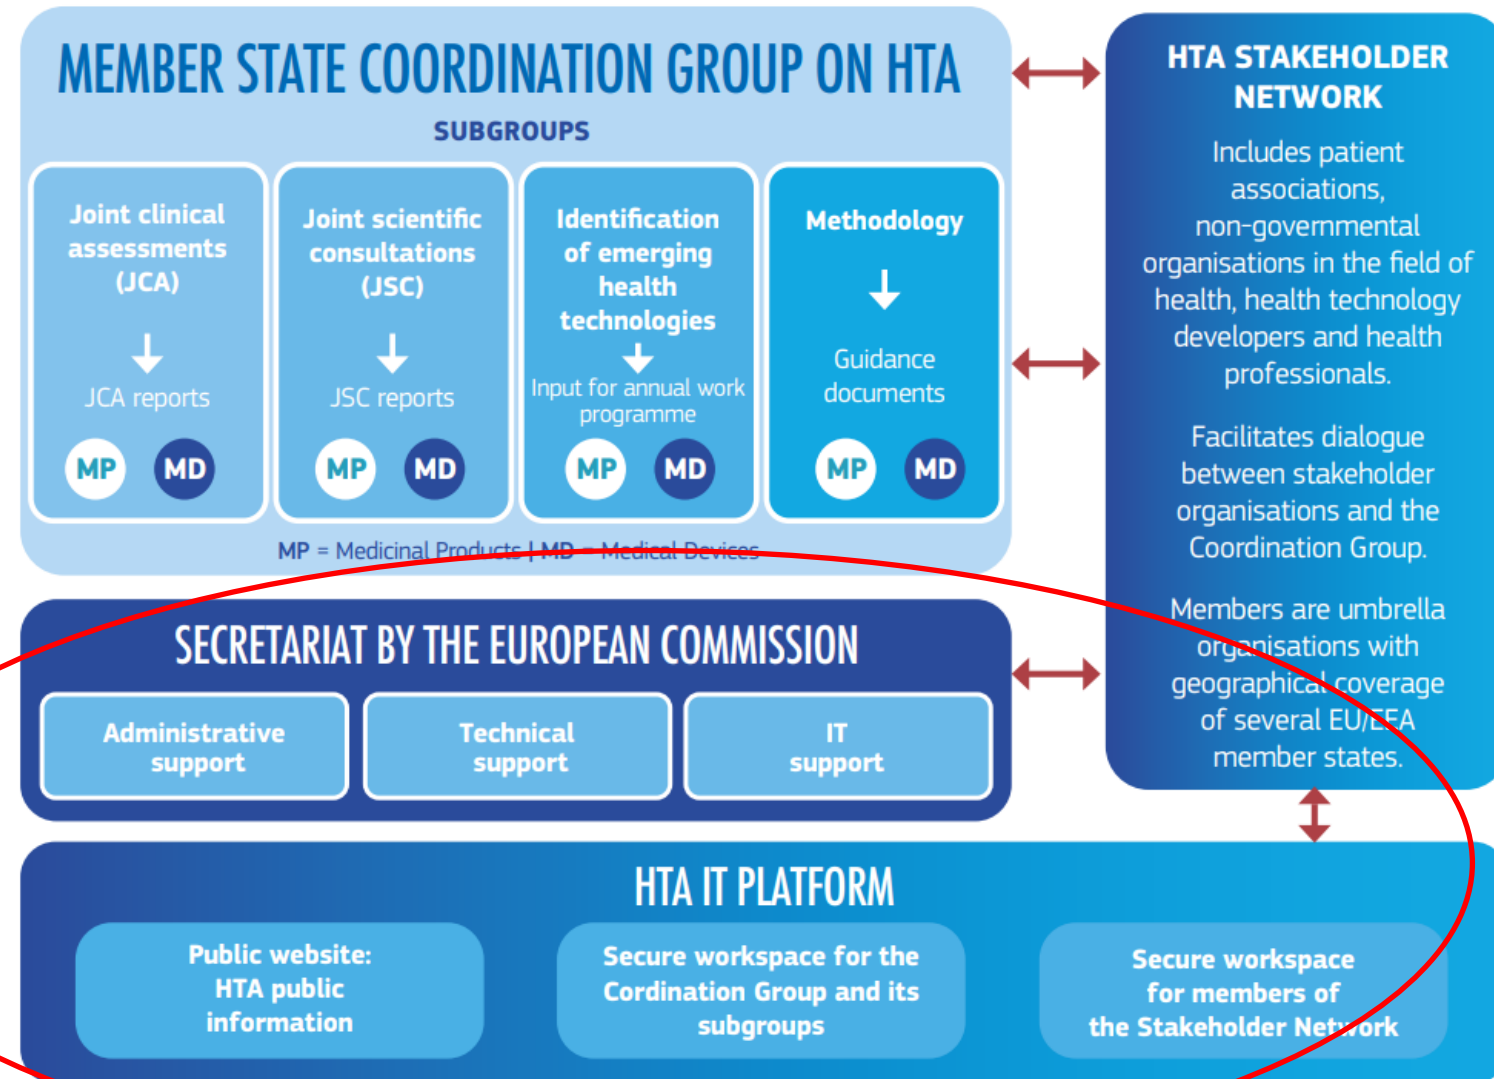 MEMBER STATE COORDINATION GROUP ON HTA
SUBGROUPS
Joint clinical
assessments
(JCA)
JCA reports
MP MD
Joint scientific
consultations
(JSC)
JSC reports
MP MD
Identification
of emerging
health
technologies
Input for annual work
programme
MP MD
Methodology
Guidance
documents
MP MD
MP = Medicinal Products | MD = Medical Devices
HTA STAKEHOLDER
NETWORK
Includes patient
associations,
non-governmental
organisations in the field of
health, health technology
developers and health
professionals.
Facilitates dialogue
between stakeholder
organisations and the
Coordination Group.
Members are umbrella
organisations with
geographical coverage
of several EU/EEA
member states.
SECRETARIAT BY THE EUROPEAN COMMISSION
Administrative
support
Technical
support
IT
support
HTA IT PLATFORM
Public website:
HTA public
information
Secure workspace for the
Cordination Group and its
subgroups
Secure workspace
for members of
the Stakeholder Network